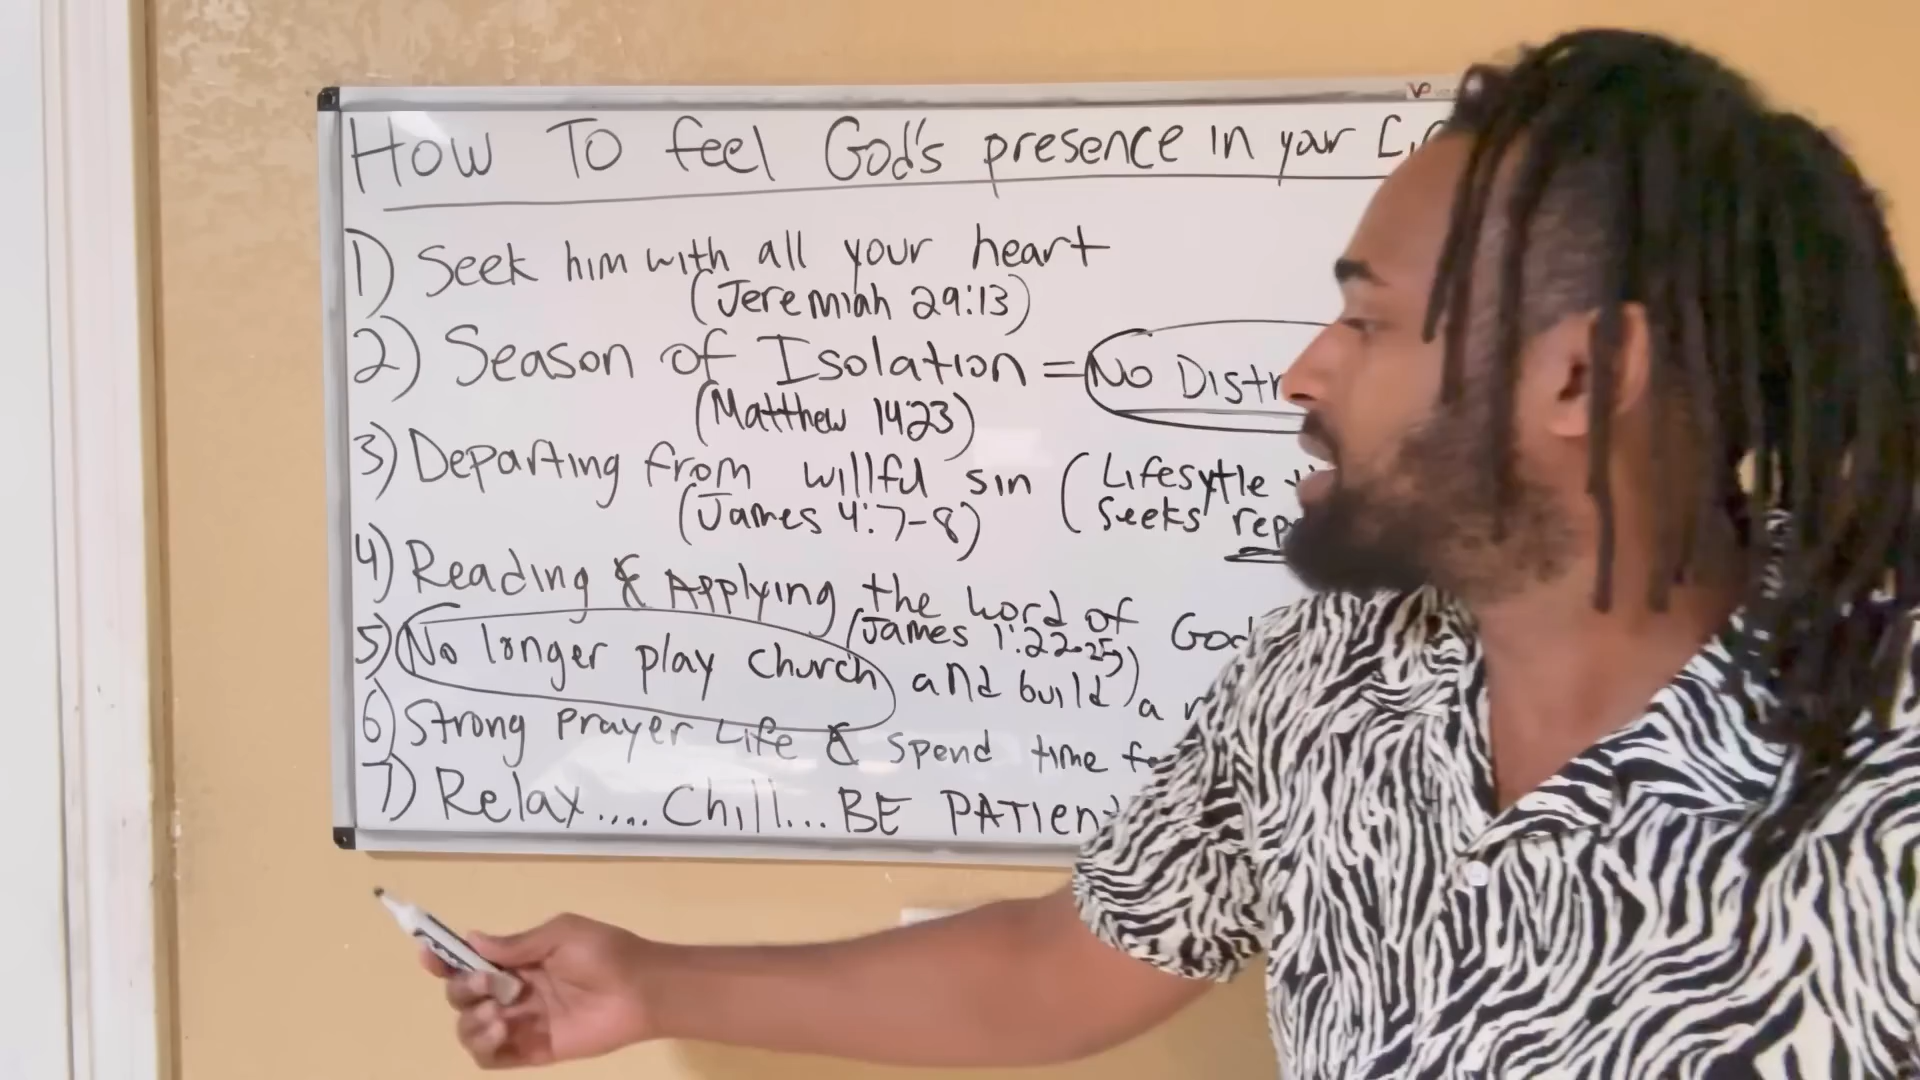 How To feel God's presence in your
1) Seek him with all your heart
(Jeremiah 29:13)
2) Season of Isolation = No
(Matthew 14:23)
3) Departing from willful sin (Lifesytle
(James 4:7-8) Seeks
4) Reading & Applying the word of God
(James 1:22-25)
5) No longer play church and build a
6) Strong Prayer Life & spend time
7) Relax.... Chill... BE PATIENT